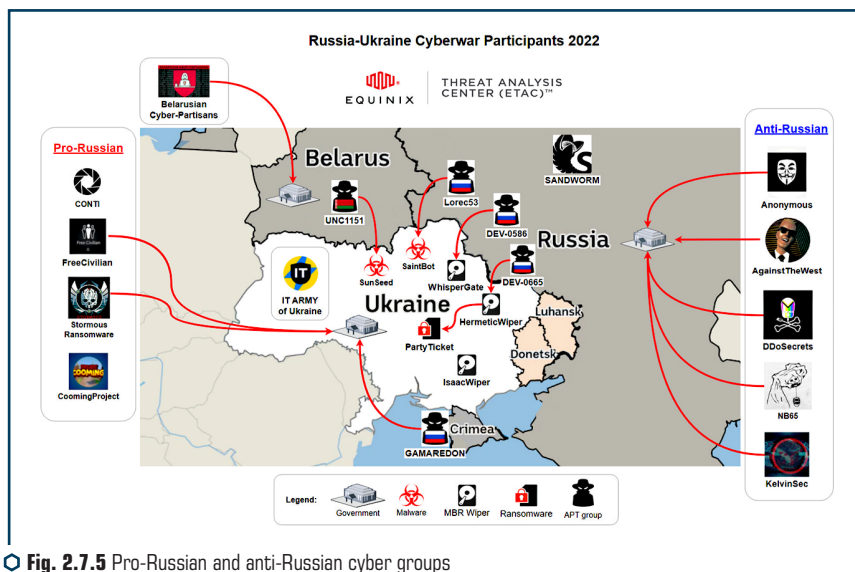 Russia-Ukraine Cyberwar Participants 2022
EQUINIX
THREAT ANALYSIS
CENTER (ETAC)™
Belarusian
Cyber-Partisans
Pro-Russian
CONTI
Free Civilian
FreeCivilian
Stormous
Ransomware
COOMING
CoomingProject
Belarus
UNC1151
SunSeed
Lorec53
SaintBot
DEV-0586
WhisperGate
SANDWORM
Russia
DEV-0665
HermeticWiper
IT
IT ARMY
of Ukraine
Ukraine
PartyTicket
IsaacWiper
Luhansk
Donetsk
Crimea
GAMAREDON
Anti-Russian
Anonymous
AgainstTheWest
DDoSecrets
NB65
KelvinSec
Legend:
Government
Malware
MBR Wiper
Ransomware
APT group
Fig. 2.7.5 Pro-Russian and anti-Russian cyber groups